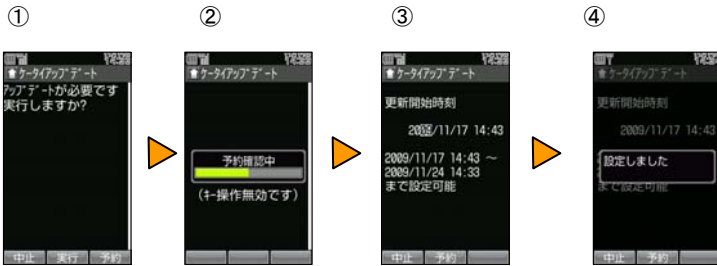 ①
②
③
④
ｹｰﾀｲｱｯﾌﾟﾃﾞｰﾄ
ｱｯﾌﾟﾃﾞｰﾄが必要です
実行しますか?
中止 実行 予約
ｹｰﾀｲｱｯﾌﾟﾃﾞｰﾄ
予約確認中
(ｷｰ操作無効です)
ｹｰﾀｲｱｯﾌﾟﾃﾞｰﾄ
更新開始時刻
2009/11/17 14:43
2009/11/17 14:43 ～
2009/11/24 14:33
まで設定可能
中止 予約
ｹｰﾀｲｱｯﾌﾟﾃﾞｰﾄ
更新開始時刻
2009/11/17 14:43
設定しました
まで設定可能
中止 予約